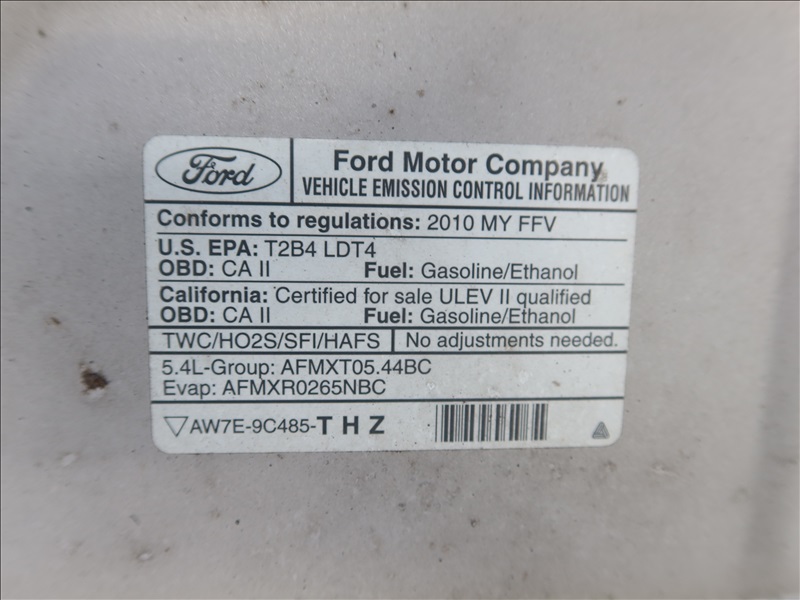 Ford
Ford Motor Company
VEHICLE EMISSION CONTROL INFORMATION
Conforms to regulations: 2010 MY FFV
U.S. EPA: T2B4 LDT4
OBD: CA II Fuel: Gasoline/Ethanol
California: Certified for sale ULEV II qualified
OBD: CA II Fuel: Gasoline/Ethanol
TWC/HO2S/SFI/HAFS No adjustments needed.
5.4L-Group: AFMXT05.44BC
Evap: AFMXR0265NBC
▽AW7E-9C485-T H Z